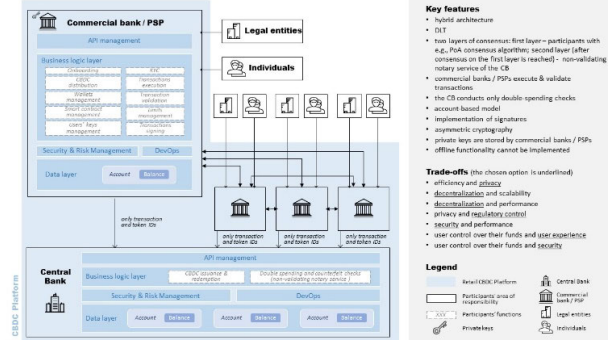 Commercial bank / PSP
API management
Business logic layer
Onboarding
KYC
CBDC
distribution
Transactions
execution
Wallets
management
Transaction
validation
Smart contract
management
Limits
management
Users' keys
management
Transactions
signing
Security & Risk Management
DevOps
Data layer
Account
Balance
Legal entities
Individuals
only transaction
and token IDs
only transaction
and token IDs
only transaction
and token IDs
only transaction
and token IDs
CBDC Platform
Central
Bank
API management
Business logic layer
CBDC issuance &
redemption
Double spending and counterfeit checks
(non-validating notary service)
Security & Risk Management
DevOps
Data layer
Account
Balance
Account
Balance
Account
Balance
Key features
• hybrid architecture
• DLT
• two layers of consensus: first layer – participants with
e.g., PoA consensus algorithm; second layer (after
consensus on the first layer is reached) - non-validating
notary service of the CB
• commercial banks / PSPs execute & validate
transactions
• the CB conducts only double-spending checks
• account-based model
• implementation of signatures
• asymmetric cryptography
• private keys are stored by commercial banks / PSPs
• offline functionality cannot be implemented
Trade-offs (the chosen option is underlined)
• efficiency and privacy
• decentralization and scalability
• decentralization and performance
• privacy and regulatory control
• security and performance
• user control over their funds and user experience
• user control over their funds and security
Legend
Retail CBDC Platform
Central Bank
Participants' area of
responsibility
Commercial
bank / PSP
XXX
Participants' functions
Legal entities
Private keys
Individuals